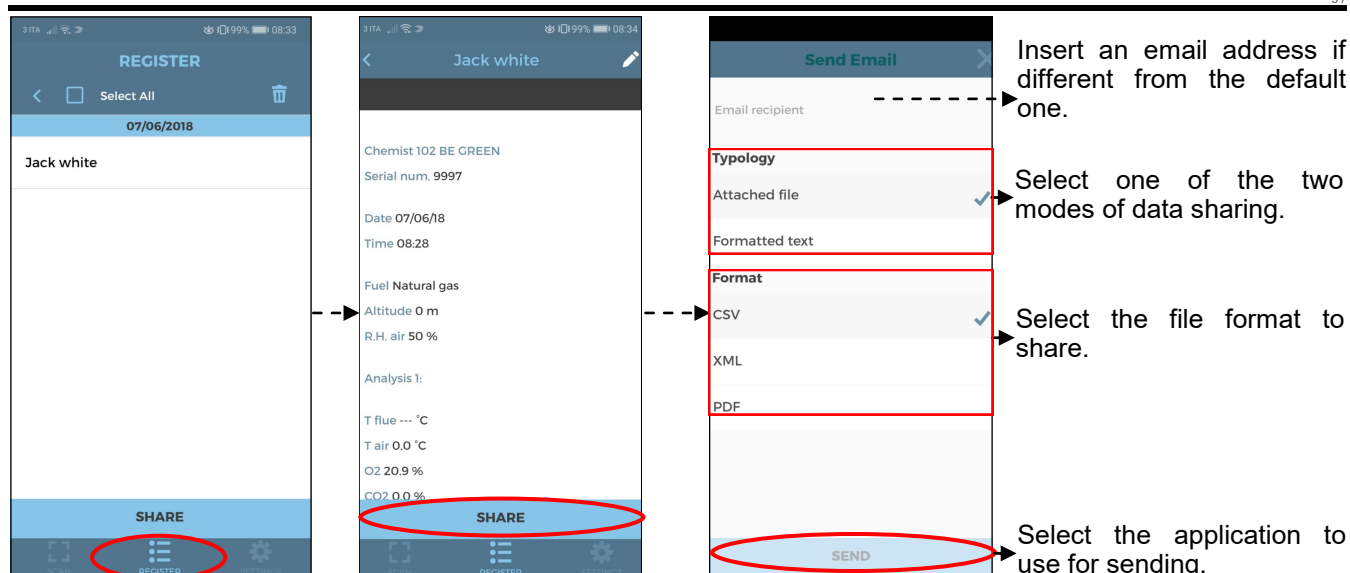 3 ITA 99% 08:33
REGISTER
Select All
07/06/2018
Jack white
SHARE
SCAN REGISTER SETTINGS
3 ITA 99% 08:34
Jack white
Chemist 102 BE GREEN
Serial num. 9997
Date 07/06/18
Time 08:28
Fuel Natural gas
Altitude 0 m
R.H. air 50 %
Analysis 1:
T flue --- °C
T air 0.0 °C
O2 20.9 %
CO2 0.0 %
SHARE
REGISTER
Send Email
Email recipient
Typology
Attached file
Formatted text
Format
CSV
XML
PDF
SEND
Insert an email address if
different from the default
one.
Select one of the two
modes of data sharing.
Select the file format to
share.
Select the application to
use for sending.